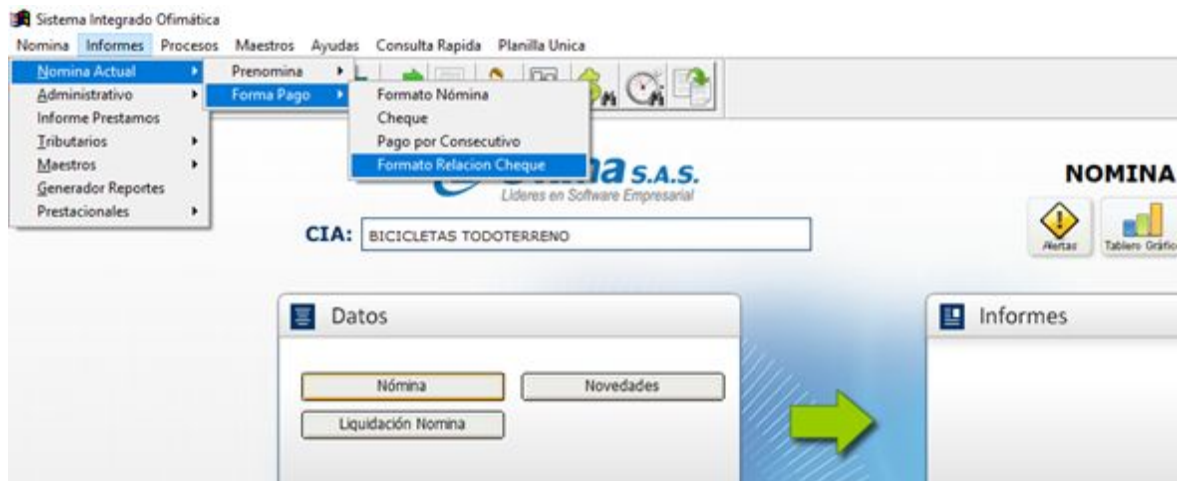 Sistema Integrado Ofimática
Nomina Informes Procesos Maestros Ayudas Consulta Rapida Planilla Unica
Nomina Actual
Administrativo
Informe Prestamos
Tributarios
Maestros
Generador Reportes
Prestacionales
Prenomina
Forma Pago
Formato Nómina
Cheque
Pago por Consecutivo
Formato Relacion Cheque
S.A.S.
Líderes en Software Empresarial
NOMINA
CIA: BICICLETAS TODOTERRENO
Alertas Tablero Gráfico
Datos
Nómina Novedades
Liquidación Nomina
Informes